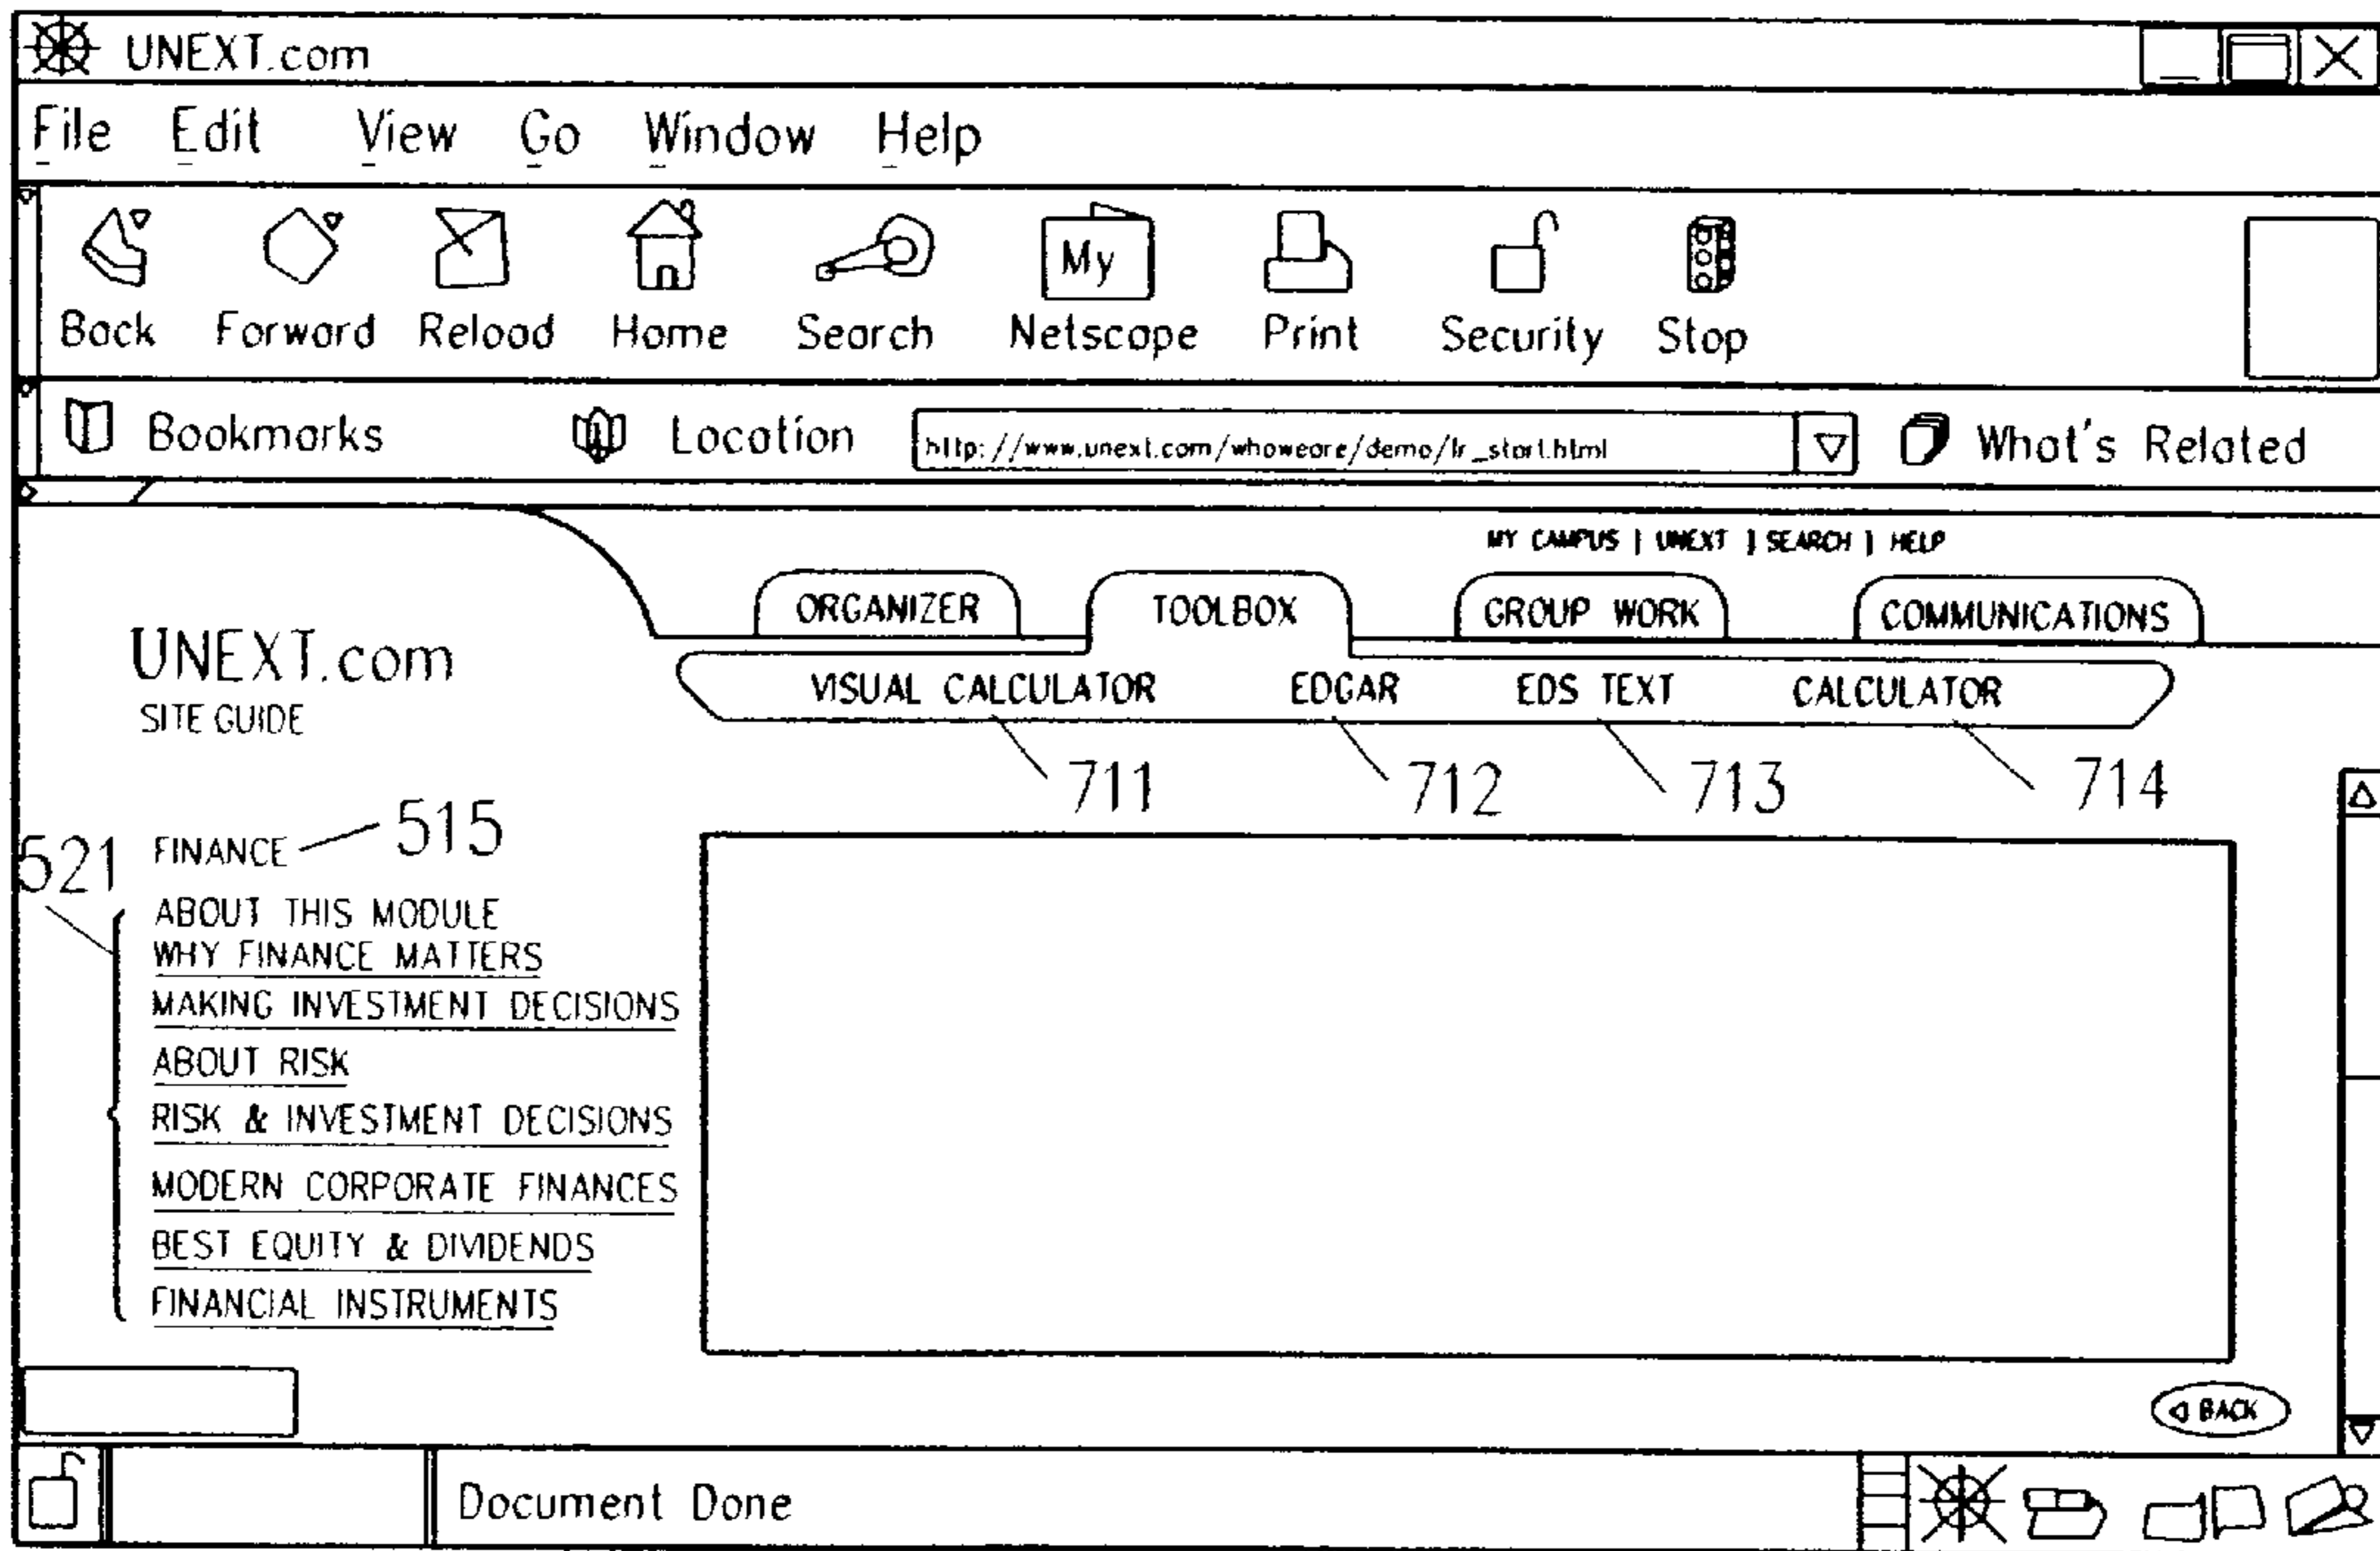 UNEXT.com
File Edit View Go Window Help
My
Back Forward Reload Home Search Netscape Print Security Stop
Bookmarks Location http://www.unext.com/whoweare/demo/lr_start.html What's Related
MY CAMPUS | UNEXT | SEARCH | HELP
ORGANIZER TOOLBOX GROUP WORK COMMUNICATIONS
UNEXT.com
SITE GUIDE
VISUAL CALCULATOR EDGAR EDS TEXT CALCULATOR
711 712 713 714
515
521
FINANCE
ABOUT THIS MODULE
WHY FINANCE MATTERS
MAKING INVESTMENT DECISIONS
ABOUT RISK
RISK & INVESTMENT DECISIONS
MODERN CORPORATE FINANCES
BEST EQUITY & DIVIDENDS
FINANCIAL INSTRUMENTS
BACK
Document Done